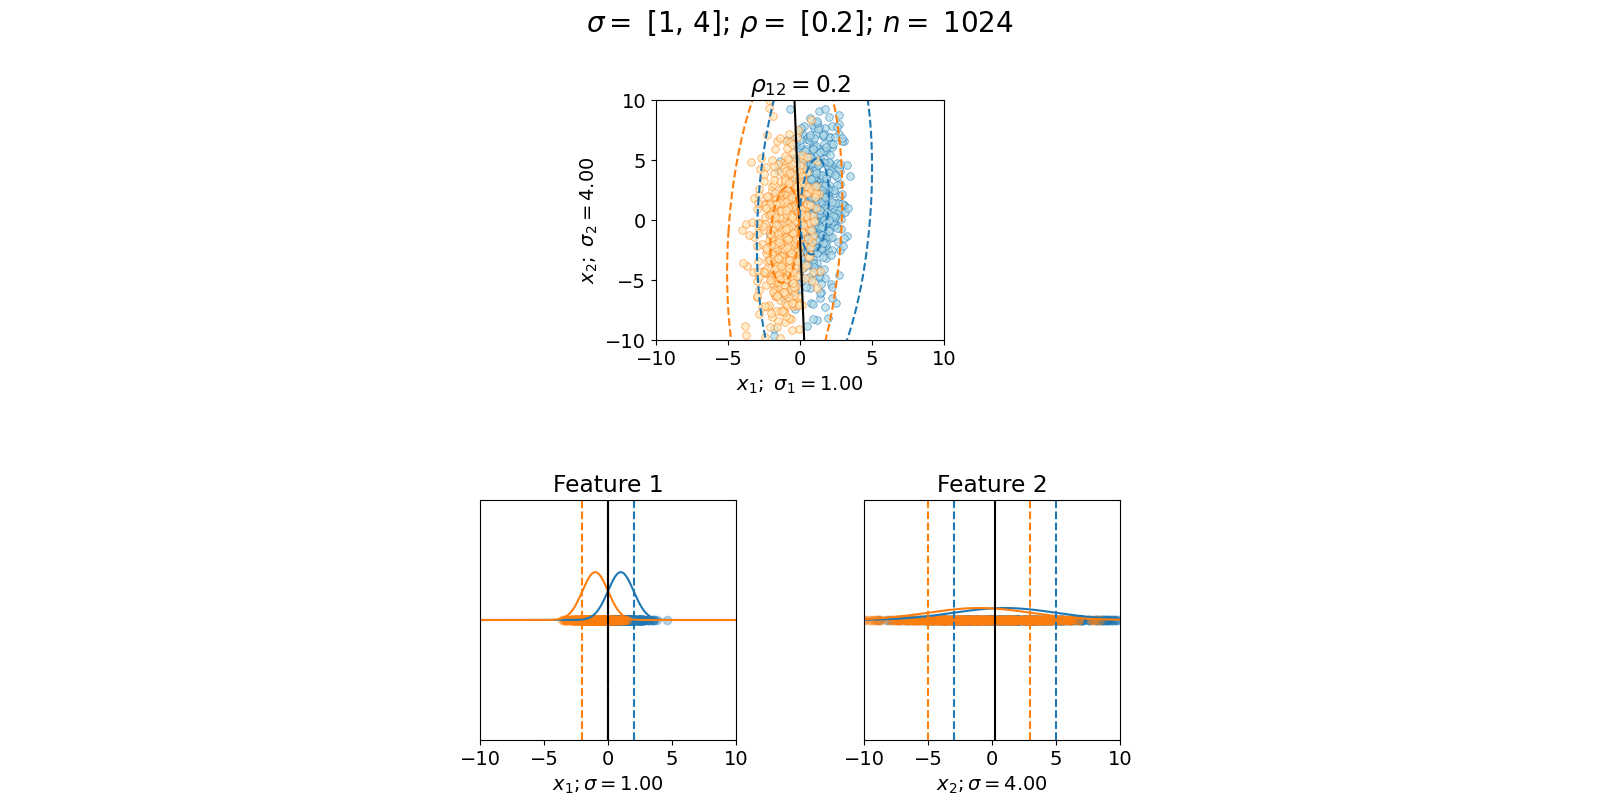 σ = [1, 4]; ρ = [0.2]; n = 1024
ρ₁₂ = 0.2
10
5
0
−5
−10
x₂; σ₂ = 4.00
−10 −5 0 5 10
x₁; σ₁ = 1.00
Feature 1
−10 −5 0 5 10
x₁; σ = 1.00
Feature 2
−10 −5 0 5 10
x₂; σ = 4.00